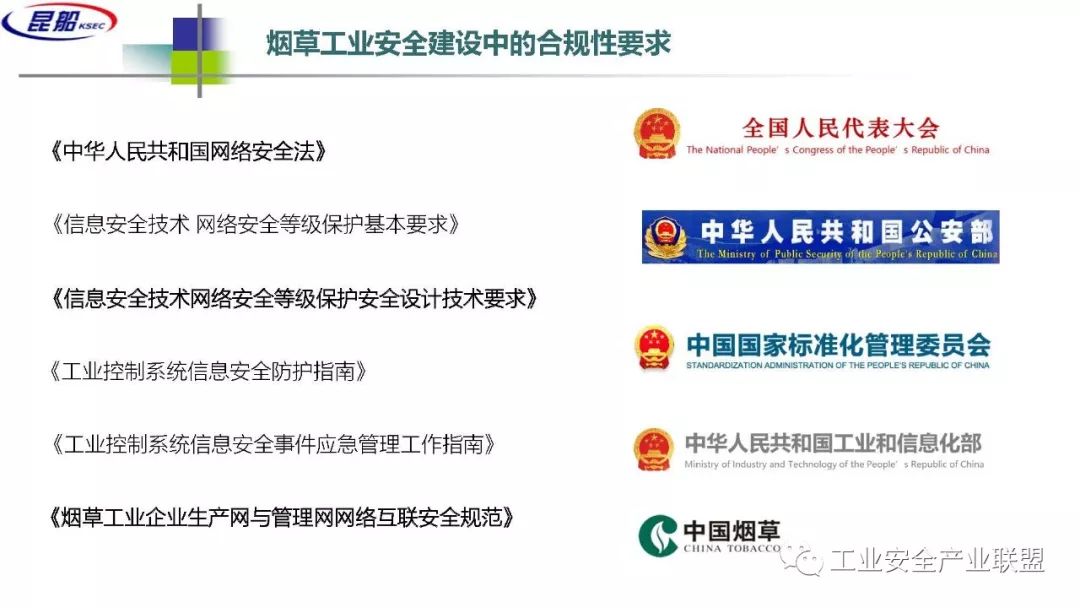 昆船 KSEC
烟草工业安全建设中的合规性要求
《中华人民共和国网络安全法》
《信息安全技术 网络安全等级保护基本要求》
《信息安全技术网络安全等级保护安全设计技术要求》
《工业控制系统信息安全防护指南》
《工业控制系统信息安全事件应急管理工作指南》
《烟草工业企业生产网与管理网网络互联安全规范》
全国人民代表大会
The National People's Congress of the People's Republic of China
中华人民共和国公安部
The Ministry of Public Security of the People's Republic of China
中国国家标准化管理委员会
STANDARDIZATION ADMINISTRATION OF THE PEOPLE'S REPUBLIC OF CHINA
中华人民共和国工业和信息化部
Ministry of Industry and Technology of the People's Republic of China
中国烟草
CHINA TOBACCO
工业安全产业联盟